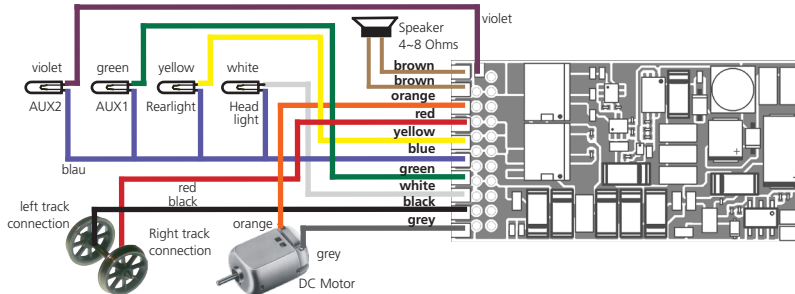 violet
Speaker
4~8 Ohms
violet
green
yellow
white
AUX2
AUX1
Rearlight
Head
light
brown
brown
orange
red
yellow
blue
green
white
black
grey
blau
red
black
left track
connection
Right track
connection
orange
grey
DC Motor
+